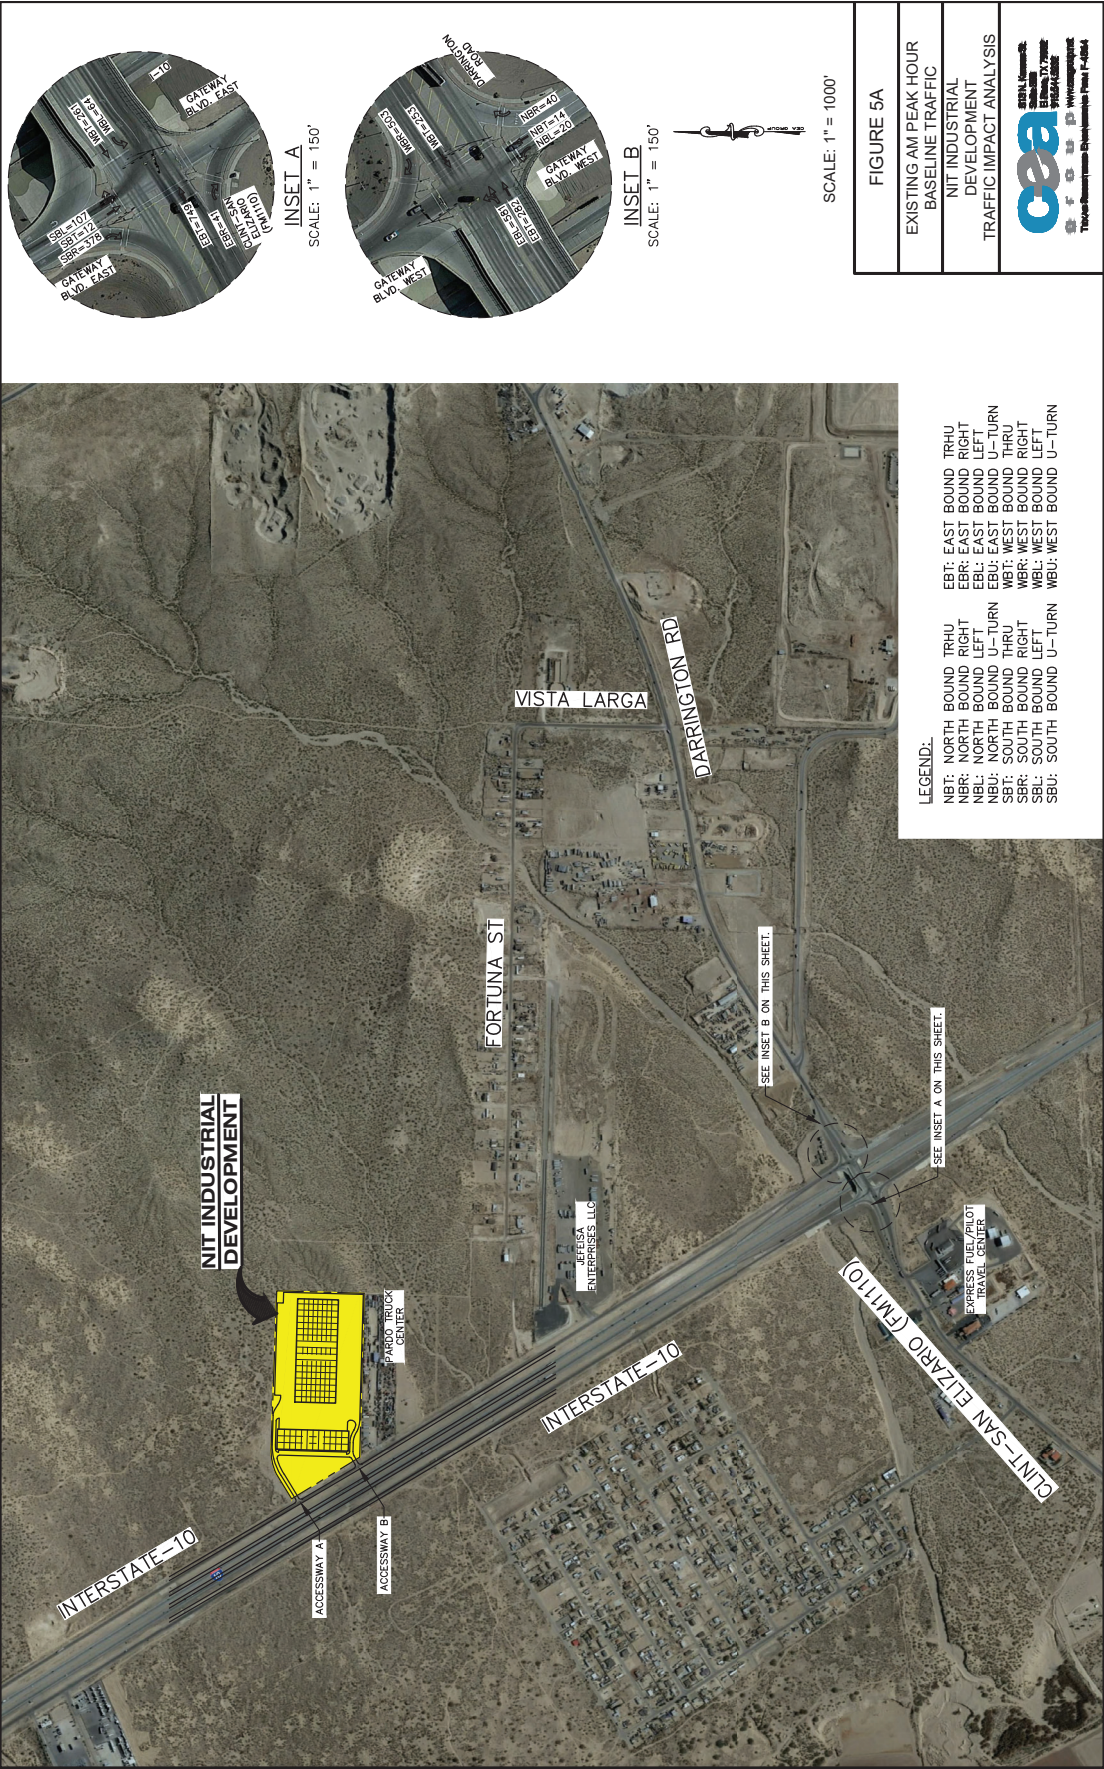 NIT INDUSTRIAL
DEVELOPMENT
INTERSTATE-10
ACCESSWAY A
ACCESSWAY B
PARDO TRUCK
CENTER
INTERSTATE-10
JEFEISA
ENTERPRISES LLC
FORTUNA ST
VISTA LARGA
DARRINGTON RD
SEE INSET B ON THIS SHEET.
SEE INSET A ON THIS SHEET.
EXPRESS FUEL/PILOT
TRAVEL CENTER
CLINT-SAN ELIZARIO (FM1110)
GATEWAY
BLVD. EAST
SBL=107
SBT=12
SBR=378
WBT=261
WBL=64
I-10
GATEWAY
BLVD. EAST
EBT=749
EBR=41
CLINT-SAN
ELIZARIO
(FM1110)
INSET A
SCALE: 1" = 150'
GATEWAY
BLVD. WEST
WBR=503
WBT=253
DARRINGTON
ROAD
NBR=40
NBT=14
NBL=20
GATEWAY
BLVD. WEST
EBL=581
EBT=282
INSET B
SCALE: 1" = 150'
CEA GROUP
SCALE: 1" = 1000'
LEGEND:
NBT: NORTH BOUND TRHU
NBR: NORTH BOUND RIGHT
NBL: NORTH BOUND LEFT
NBU: NORTH BOUND U-TURN
SBT: SOUTH BOUND THRU
SBR: SOUTH BOUND RIGHT
SBL: SOUTH BOUND LEFT
SBU: SOUTH BOUND U-TURN
EBT: EAST BOUND TRHU
EBR: EAST BOUND RIGHT
EBL: EAST BOUND LEFT
EBU: EAST BOUND U-TURN
WBT: WEST BOUND THRU
WBR: WEST BOUND RIGHT
WBL: WEST BOUND LEFT
WBU: WEST BOUND U-TURN
FIGURE 5A
EXISTING AM PEAK HOUR
BASELINE TRAFFIC
NIT INDUSTRIAL
DEVELOPMENT
TRAFFIC IMPACT ANALYSIS
cea
group